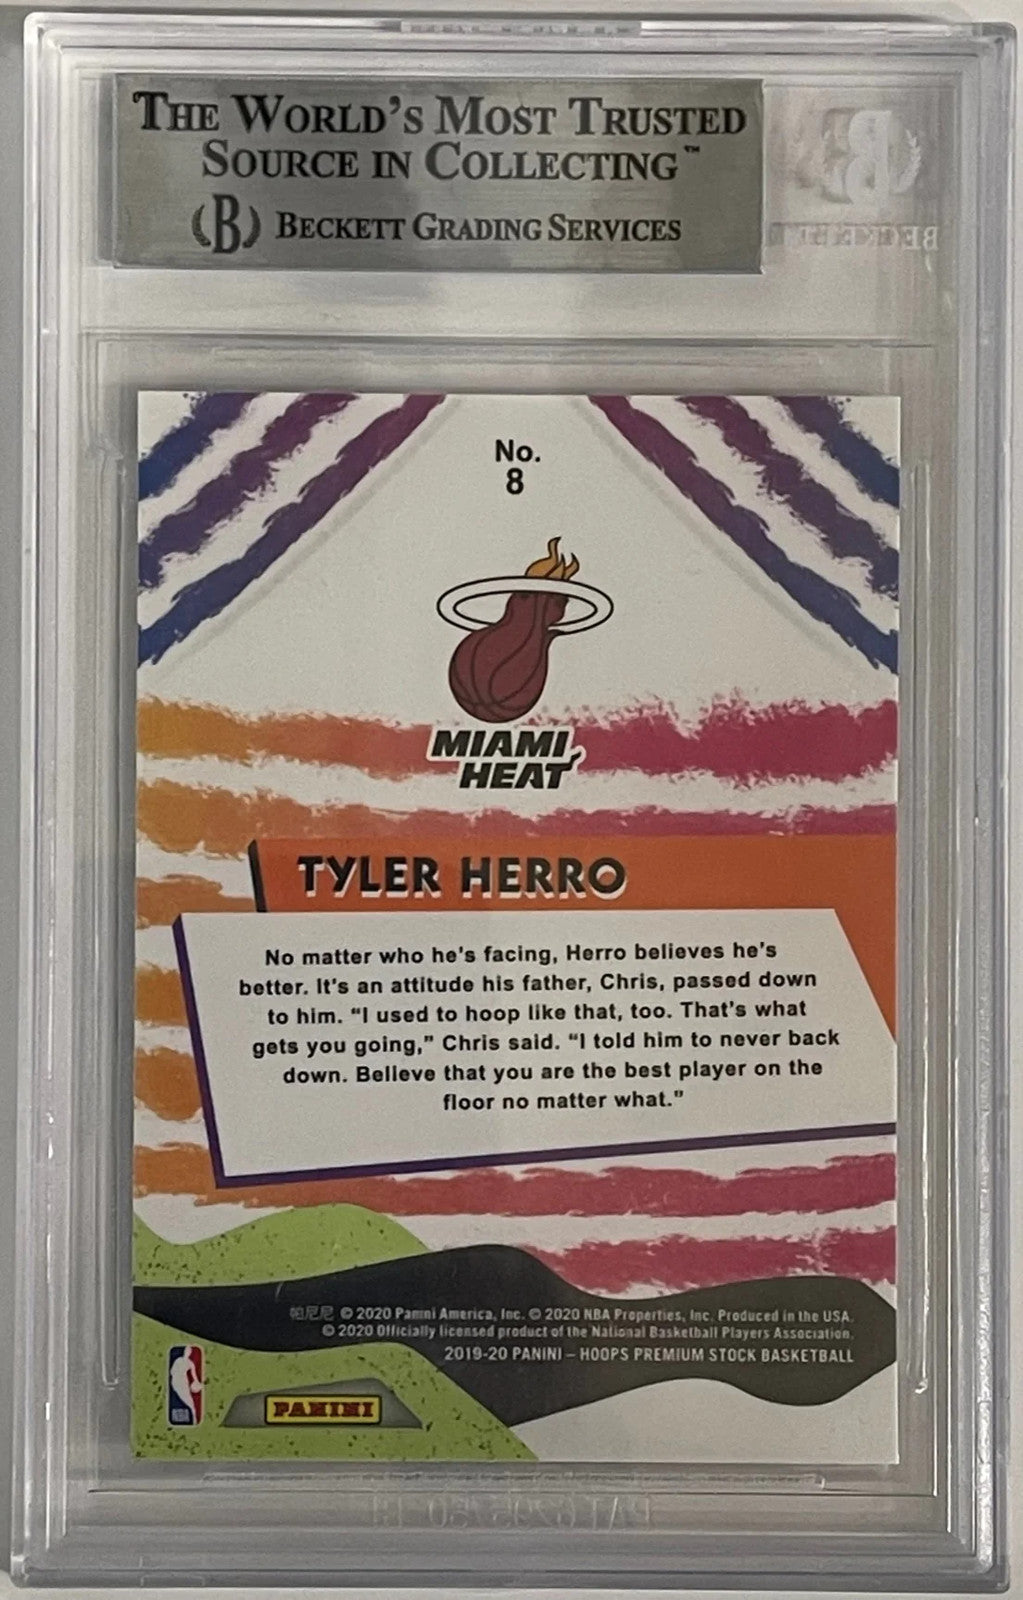 THE WORLD'S MOST TRUSTED
SOURCE IN COLLECTING™
B BECKETT GRADING SERVICES
No.
8
MIAMI
HEAT
TYLER HERRO
No matter who he's facing, Herro believes he's
better. It's an attitude his father, Chris, passed down
to him. “I used to hoop like that, too. That's what
gets you going,” Chris said. “I told him to never back
down. Believe that you are the best player on the
floor no matter what.”
帕尼尼 © 2020 Panini America, Inc. © 2020 NBA Properties, Inc. Produced in the USA.
© 2020 Officially licensed product of the National Basketball Players Association.
2019-20 PANINI – HOOPS PREMIUM STOCK BASKETBALL
NBA
PANINI